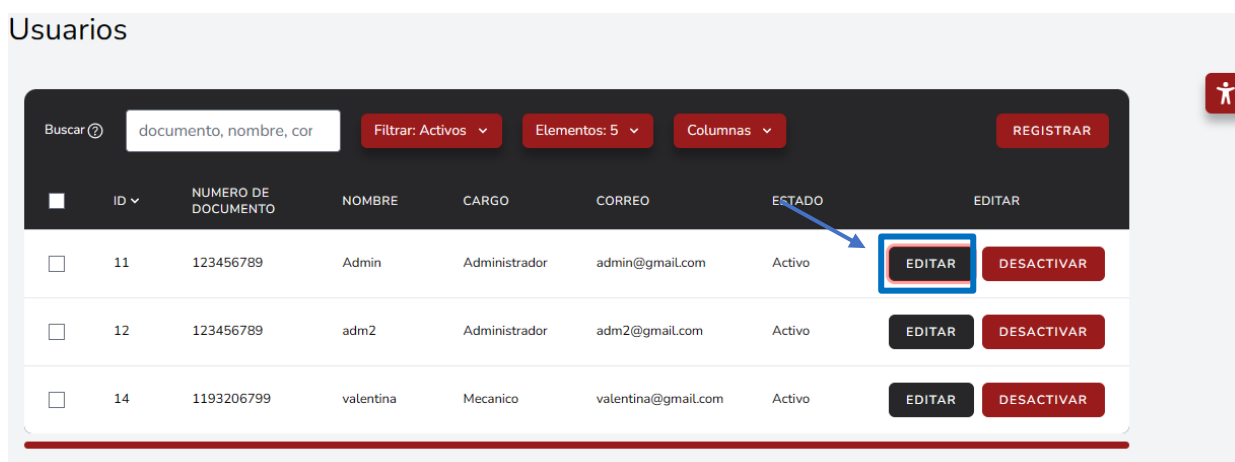 Usuarios
Buscar ? documento, nombre, cor Filtrar: Activos Elementos: 5 Columnas REGISTRAR
ID NUMERO DE DOCUMENTO NOMBRE CARGO CORREO ESTADO EDITAR
11 123456789 Admin Administrador admin@gmail.com Activo EDITAR DESACTIVAR
12 123456789 adm2 Administrador adm2@gmail.com Activo EDITAR DESACTIVAR
14 1193206799 valentina Mecanico valentina@gmail.com Activo EDITAR DESACTIVAR